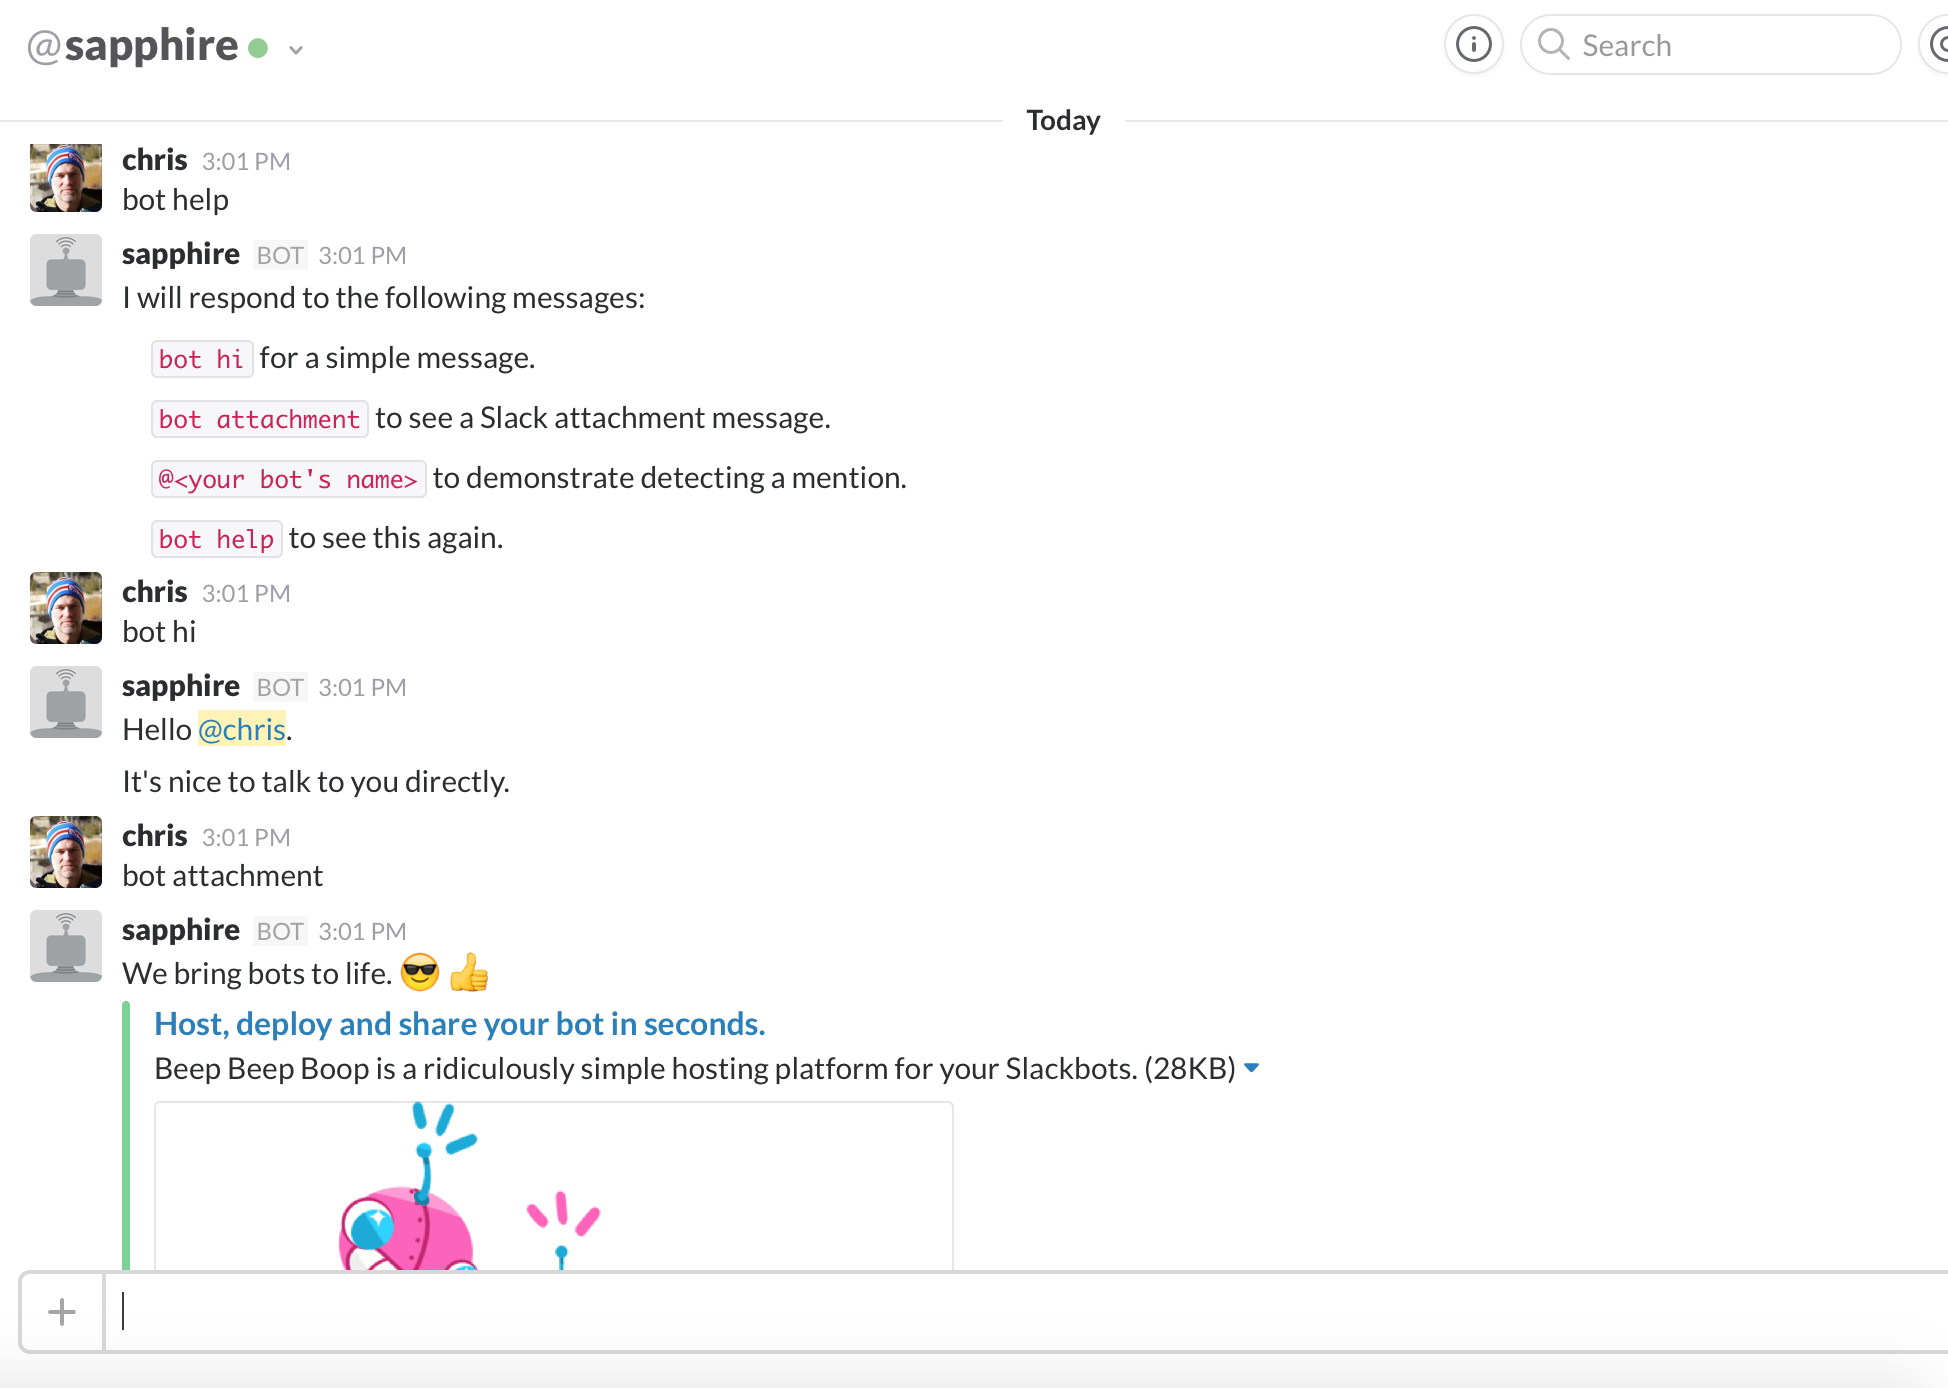 @sapphire
Search
Today
chris 3:01 PM
bot help
sapphire BOT 3:01 PM
I will respond to the following messages:
bot hi for a simple message.
bot attachment to see a Slack attachment message.
@<your bot's name> to demonstrate detecting a mention.
bot help to see this again.
chris 3:01 PM
bot hi
sapphire BOT 3:01 PM
Hello @chris.
It's nice to talk to you directly.
chris 3:01 PM
bot attachment
sapphire BOT 3:01 PM
We bring bots to life. 😎 👍
Host, deploy and share your bot in seconds.
Beep Beep Boop is a ridiculously simple hosting platform for your Slackbots. (28KB)